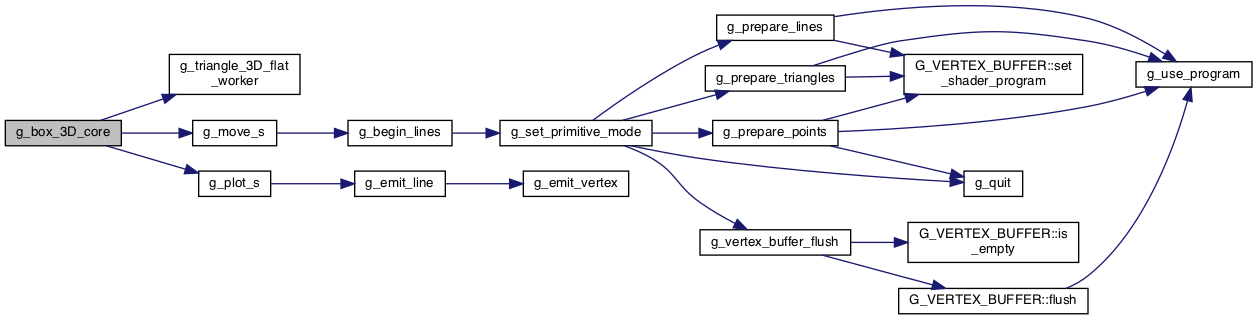 g_box_3D_core
g_triangle_3D_flat
_worker
g_move_s
g_plot_s
g_begin_lines
g_emit_line
g_set_primitive_mode
g_emit_vertex
g_prepare_lines
g_prepare_triangles
g_prepare_points
g_vertex_buffer_flush
G_VERTEX_BUFFER::set
_shader_program
g_quit
G_VERTEX_BUFFER::is
_empty
G_VERTEX_BUFFER::flush
g_use_program